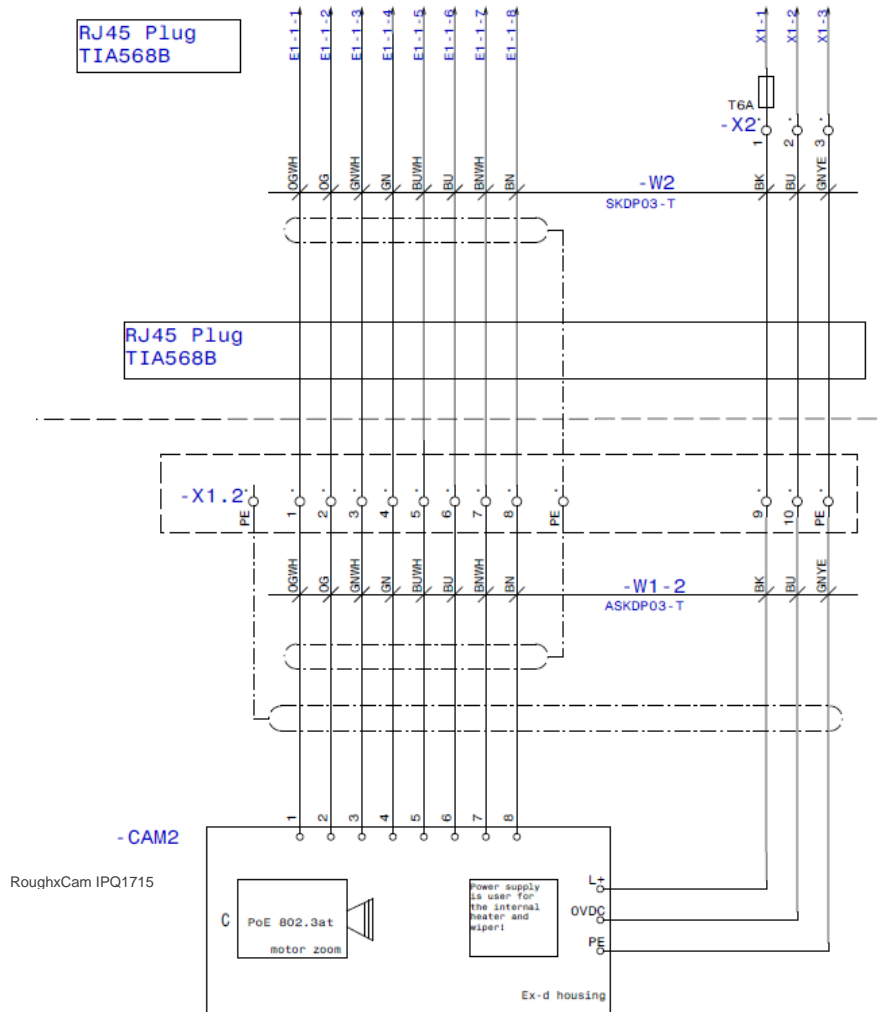 RJ45 Plug
TIA568B
E1-1-1
E1-1-2
E1-1-3
E1-1-4
E1-1-5
E1-1-6
E1-1-7
E1-1-8
X1-1
X1-2
X1-3
T6A
-X2
1
2
3
OGWH
OG
GNWH
GN
BUWH
BU
BNWH
BN
-W2
SKDP03-T
BK
BU
GNYE
RJ45 Plug
TIA568B
-X1.2
PE
1
2
3
4
5
6
7
8
PE
9
10
PE
OGWH
OG
GNWH
GN
BUWH
BU
BNWH
BN
-W1-2
ASKDP03-T
BK
BU
GNYE
1
2
3
4
5
6
7
8
-CAM2
RoughxCam IPQ1715
C
PoE 802.3at
motor zoom
Power supply
is user for
the internal
heater and
wiper!
L+
OVDC
PE
Ex-d housing